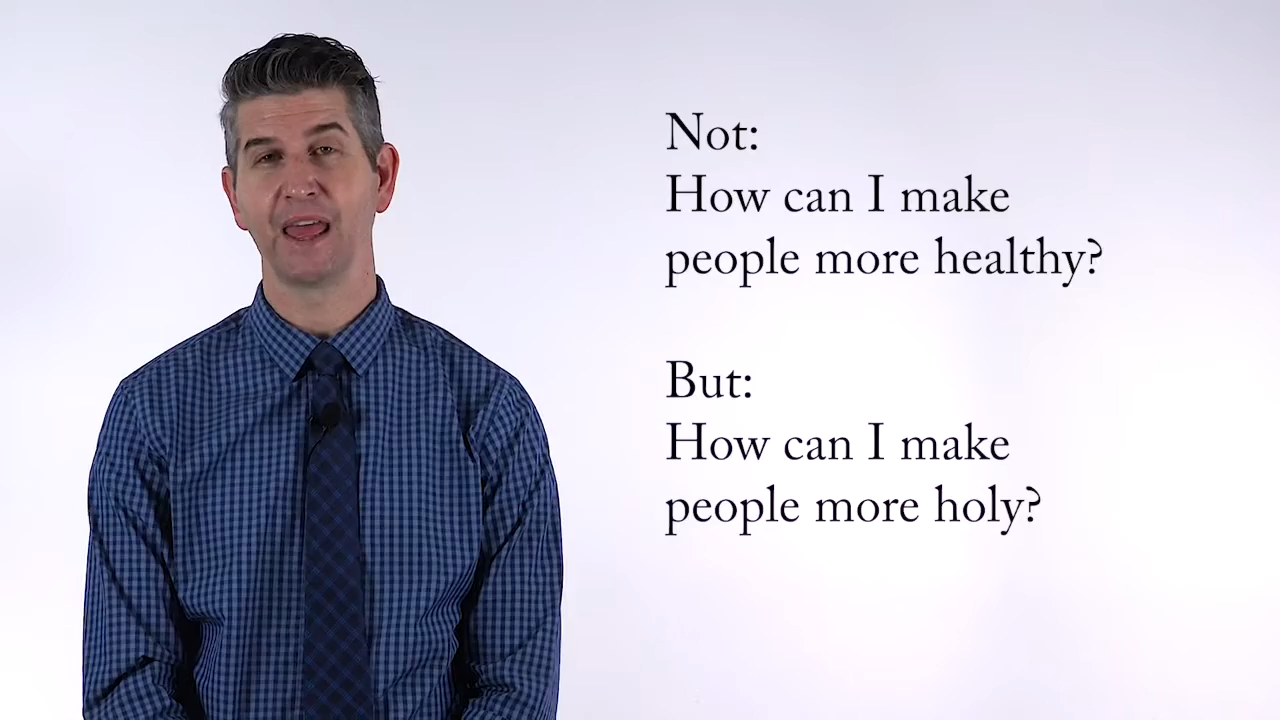 Not:
How can I make
people more healthy?
But:
How can I make
people more holy?